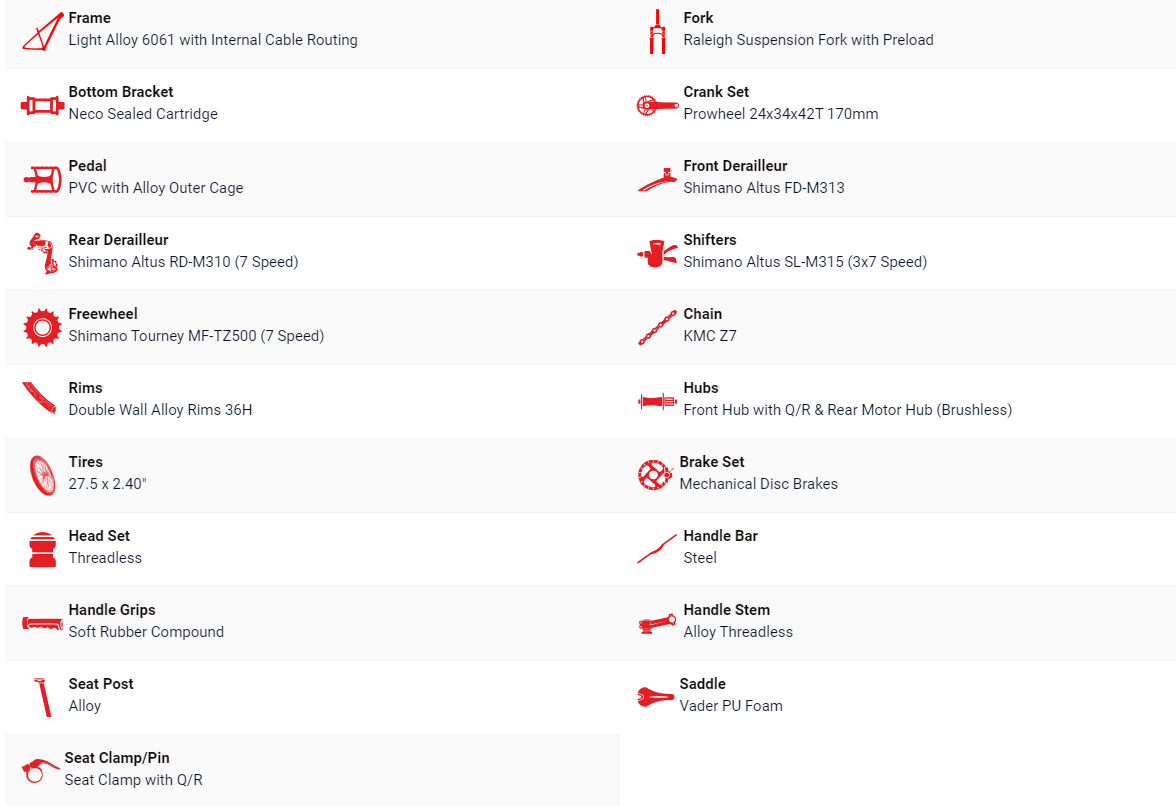 Frame
Light Alloy 6061 with Internal Cable Routing
Fork
Raleigh Suspension Fork with Preload
Bottom Bracket
Neco Sealed Cartridge
Crank Set
Prowheel 24x34x42T 170mm
Pedal
PVC with Alloy Outer Cage
Front Derailleur
Shimano Altus FD-M313
Rear Derailleur
Shimano Altus RD-M310 (7 Speed)
Shifters
Shimano Altus SL-M315 (3x7 Speed)
Freewheel
Shimano Tourney MF-TZ500 (7 Speed)
Chain
KMC Z7
Rims
Double Wall Alloy Rims 36H
Hubs
Front Hub with Q/R & Rear Motor Hub (Brushless)
Tires
27.5 x 2.40"
Brake Set
Mechanical Disc Brakes
Head Set
Threadless
Handle Bar
Steel
Handle Grips
Soft Rubber Compound
Handle Stem
Alloy Threadless
Seat Post
Alloy
Saddle
Vader PU Foam
Seat Clamp/Pin
Seat Clamp with Q/R